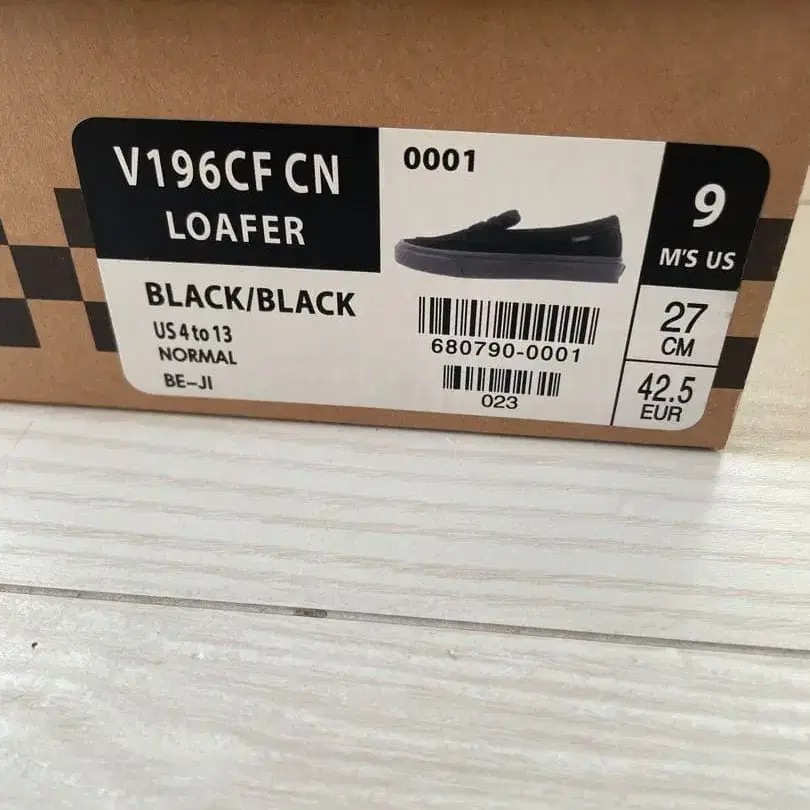 V196CF CN
LOAFER
BLACK/BLACK
US 4 to 13
NORMAL
BE-JI
0001
680790-0001
023
9
M'S US
27
CM
42.5
EUR